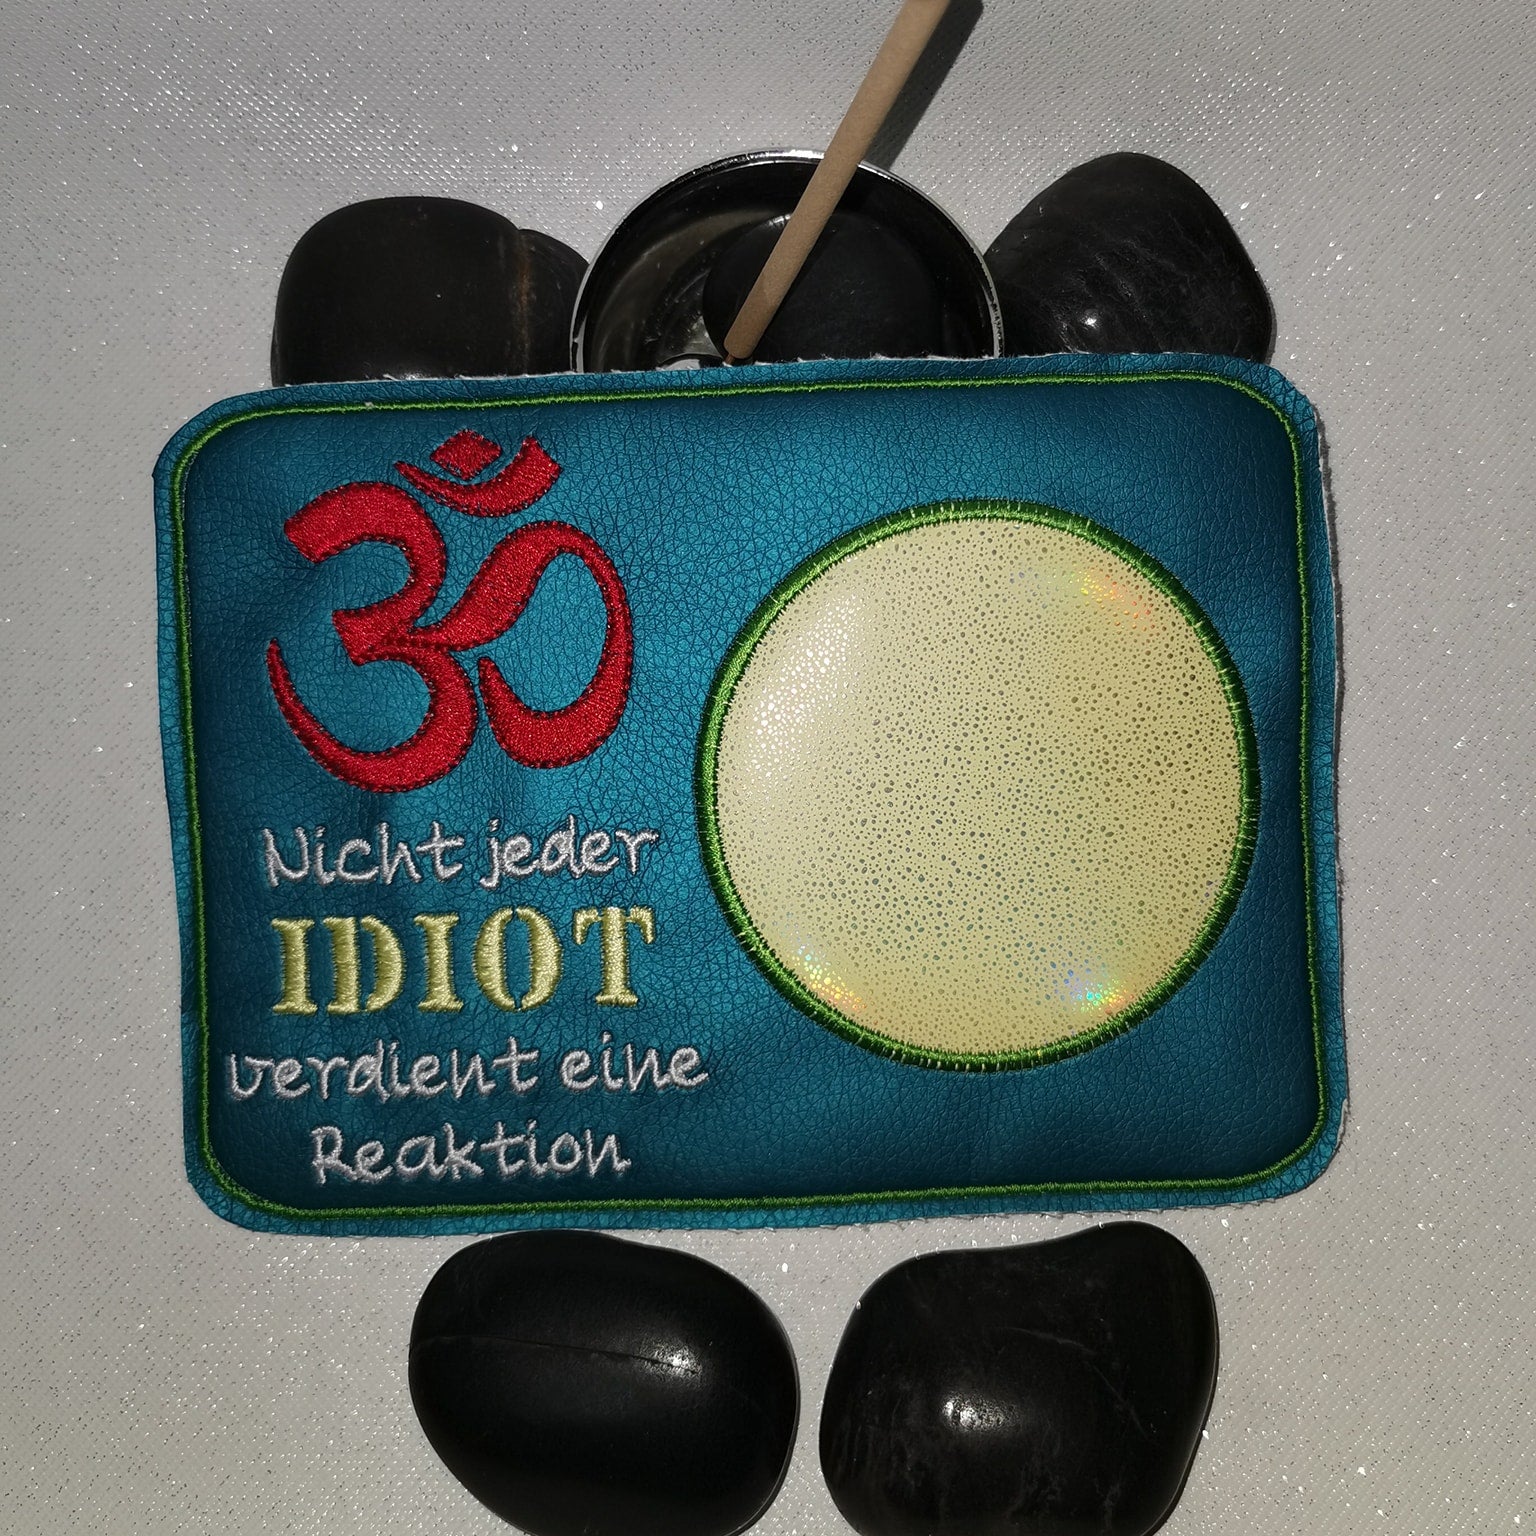 ॐ
Nicht jeder
IDIOT
verdient eine
Reaktion